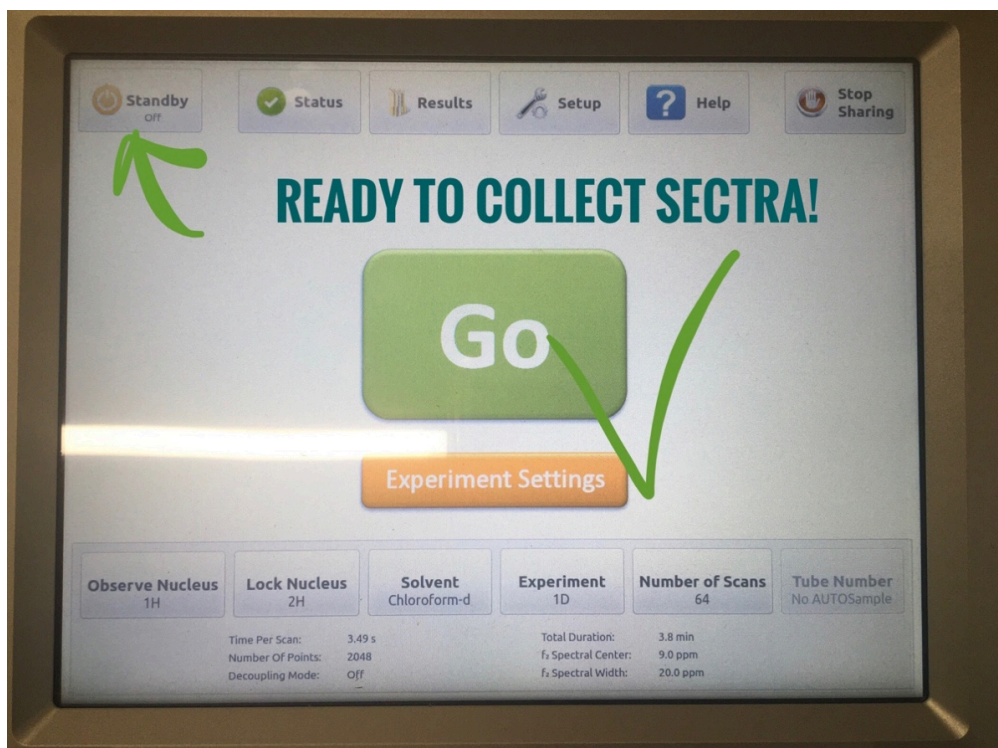 Standby
Off
Status
Results
Setup
Help
Stop
Sharing
READY TO COLLECT SECTRA!
Go
Experiment Settings
Observe Nucleus
1H
Lock Nucleus
2H
Solvent
Chloroform-d
Experiment
1D
Number of Scans
64
Tube Number
No AUTOSample
Time Per Scan: 3.49 s
Number Of Points: 2048
Decoupling Mode: Off
Total Duration: 3.8 min
f₂ Spectral Center: 9.0 ppm
f₂ Spectral Width: 20.0 ppm